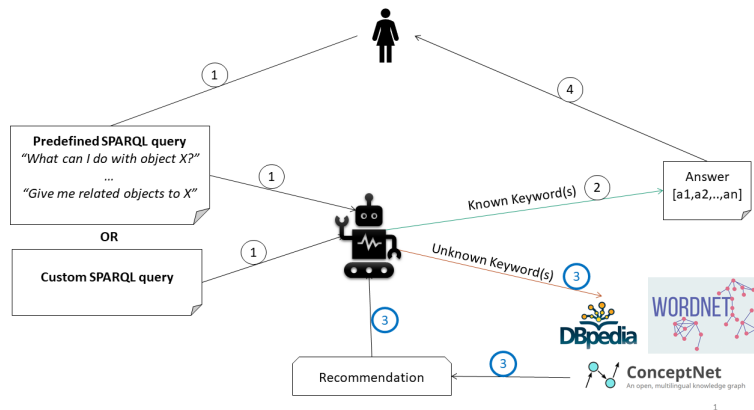 1
4
Predefined SPARQL query
“What can I do with object X?”
...
“Give me related objects to X”
1
Known Keyword(s)
2
Answer
[a1,a2,..,an]
OR
1
Custom SPARQL query
Unknown Keyword(s)
3
DBpedia
WORDNET
3
3
Recommendation
ConceptNet
An open, multilingual knowledge graph
1